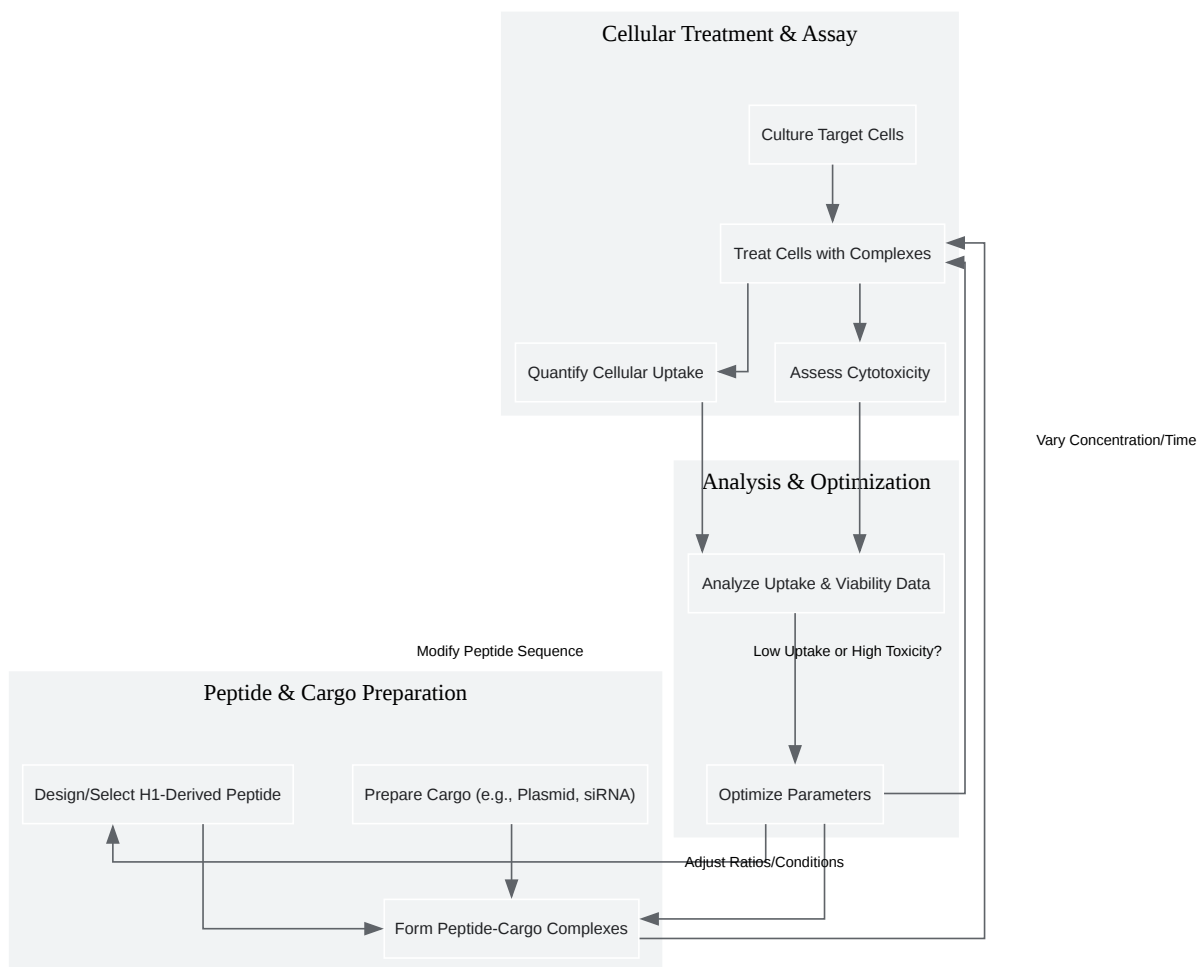 Cellular Treatment & Assay
Culture Target Cells
Treat Cells with Complexes
Quantify Cellular Uptake
Assess Cytotoxicity
Vary Concentration/Time
Analysis & Optimization
Analyze Uptake & Viability Data
Modify Peptide Sequence
Low Uptake or High Toxicity?
Peptide & Cargo Preparation
Design/Select H1-Derived Peptide
Prepare Cargo (e.g., Plasmid, siRNA)
Optimize Parameters
Adjust Ratios/Conditions
Form Peptide-Cargo Complexes